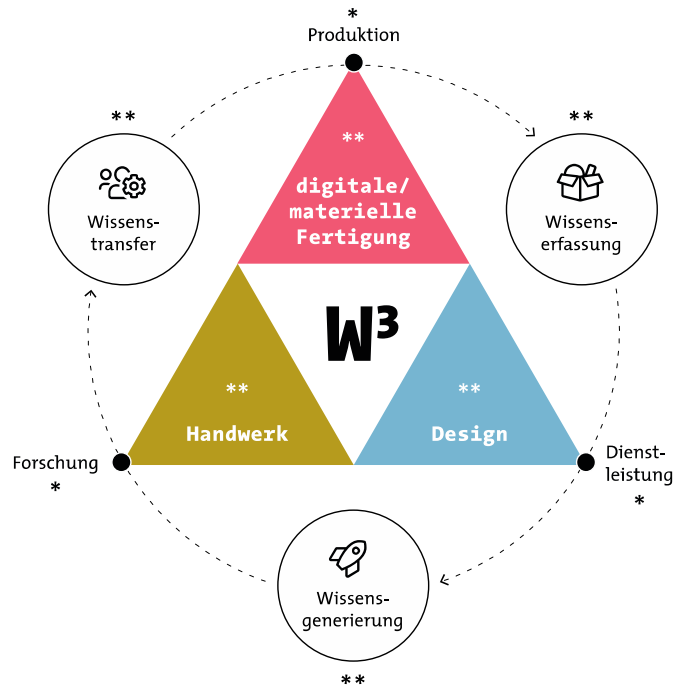 *
Produktion
**
Wissens-
transfer
**
digitale/
materielle
Fertigung
**
Wissens-
erfassung
W³
**
Handwerk
**
Design
Forschung
*
Dienst-
leistung
*
Wissens-
generierung
**